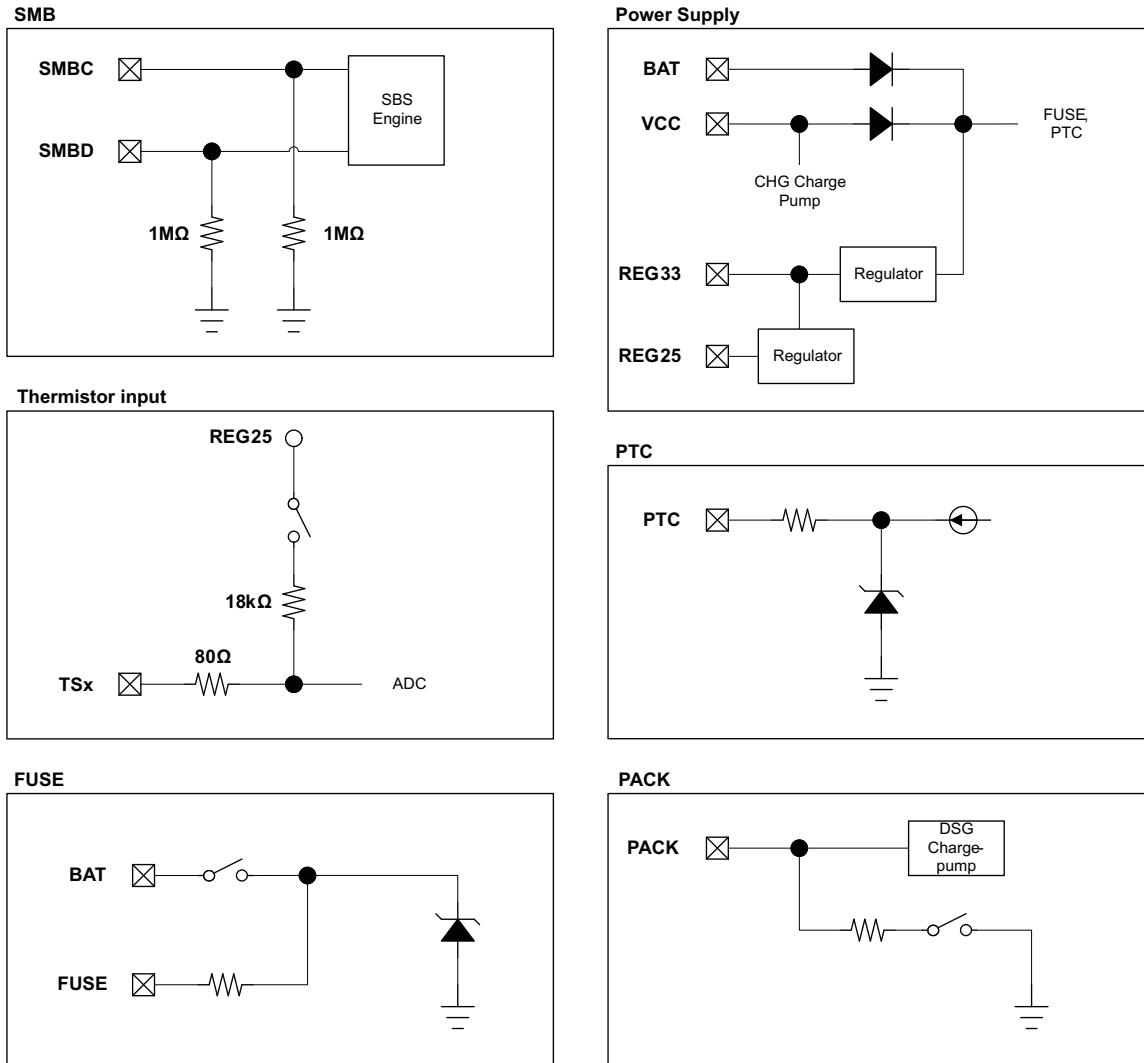 SMB
SMBC
SMBD
SBS
Engine
1MΩ
1MΩ
Power Supply
BAT
VCC
FUSE,
PTC
CHG Charge
Pump
REG33
Regulator
REG25
Regulator
Thermistor input
REG25
18kΩ
80Ω
TSx
ADC
PTC
PTC
FUSE
BAT
FUSE
PACK
PACK
DSG
Charge-
pump